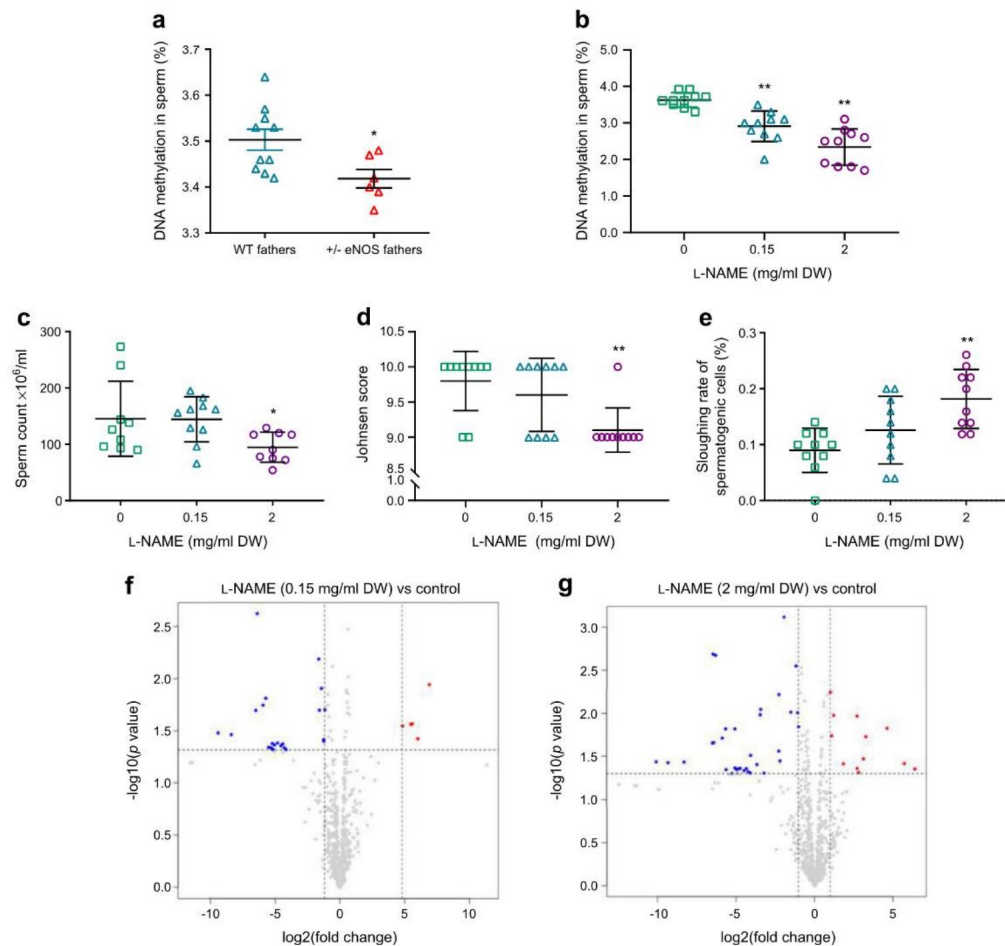 a
DNA methylation in sperm (%)
3.7
3.6
3.5
3.4
3.3
*
WT fathers
+/- eNOS fathers
b
DNA methylation in sperm (%)
5.0
4.0
3.0
2.0
1.0
0.0
**
**
0
0.15
2
L-NAME (mg/ml DW)
c
Sperm count ×10⁶/ml
300
200
100
0
*
0
0.15
2
L-NAME (mg/ml DW)
d
Johnsen score
10.5
10.0
9.5
9.0
8.5
1.0
0.0
**
0
0.15
2
L-NAME (mg/ml DW)
e
Sloughing rate of
spermatogenic cells (%)
0.3
0.2
0.1
0.0
**
0
0.15
2
L-NAME (mg/ml DW)
f
L-NAME (0.15 mg/ml DW) vs control
-log10(p value)
2.5
2.0
1.5
1.0
0.5
0.0
-10
-5
0
5
10
log2(fold change)
g
L-NAME (2 mg/ml DW) vs control
-log10(p value)
3.0
2.5
2.0
1.5
1.0
0.5
0.0
-10
-5
0
5
log2(fold change)